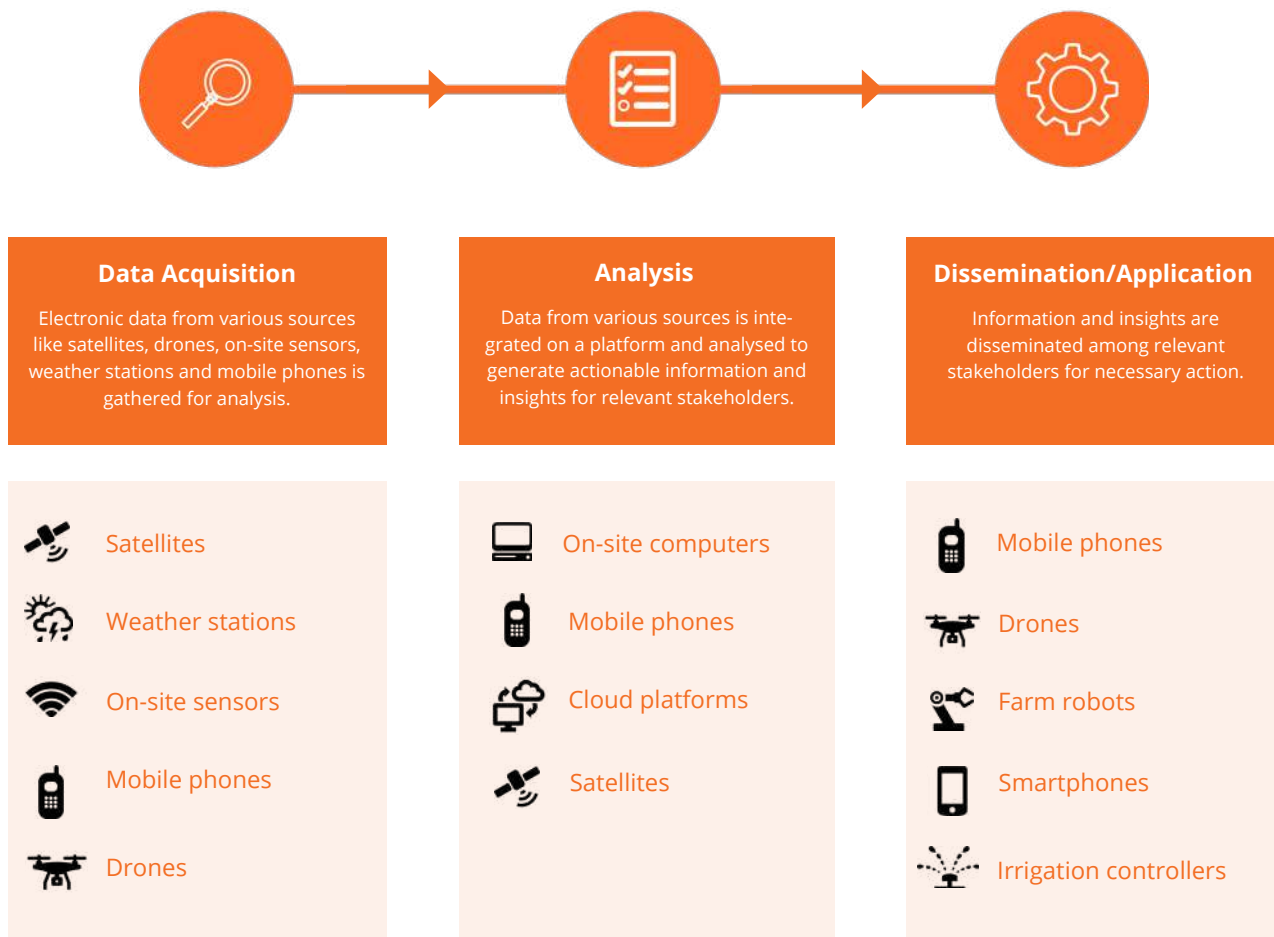 Data Acquisition
Electronic data from various sources
like satellites, drones, on-site sensors,
weather stations and mobile phones is
gathered for analysis.
Satellites
Weather stations
On-site sensors
Mobile phones
Drones
Analysis
Data from various sources is inte-
grated on a platform and analysed to
generate actionable information and
insights for relevant stakeholders.
On-site computers
Mobile phones
Cloud platforms
Satellites
Dissemination/Application
Information and insights are
disseminated among relevant
stakeholders for necessary action.
Mobile phones
Drones
Farm robots
Smartphones
Irrigation controllers